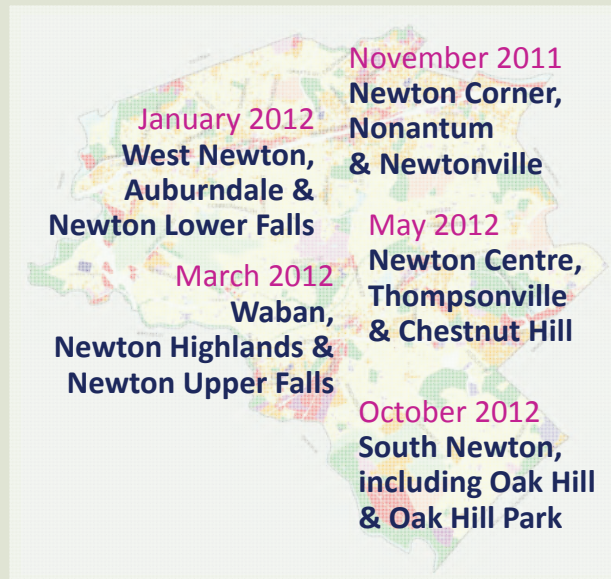 November 2011
Newton Corner,
Nonantum
& Newtonville
January 2012
West Newton,
Auburndale &
Newton Lower Falls
March 2012
Waban,
Newton Highlands &
Newton Upper Falls
May 2012
Newton Centre,
Thompsonville
& Chestnut Hill
October 2012
South Newton,
including Oak Hill
& Oak Hill Park